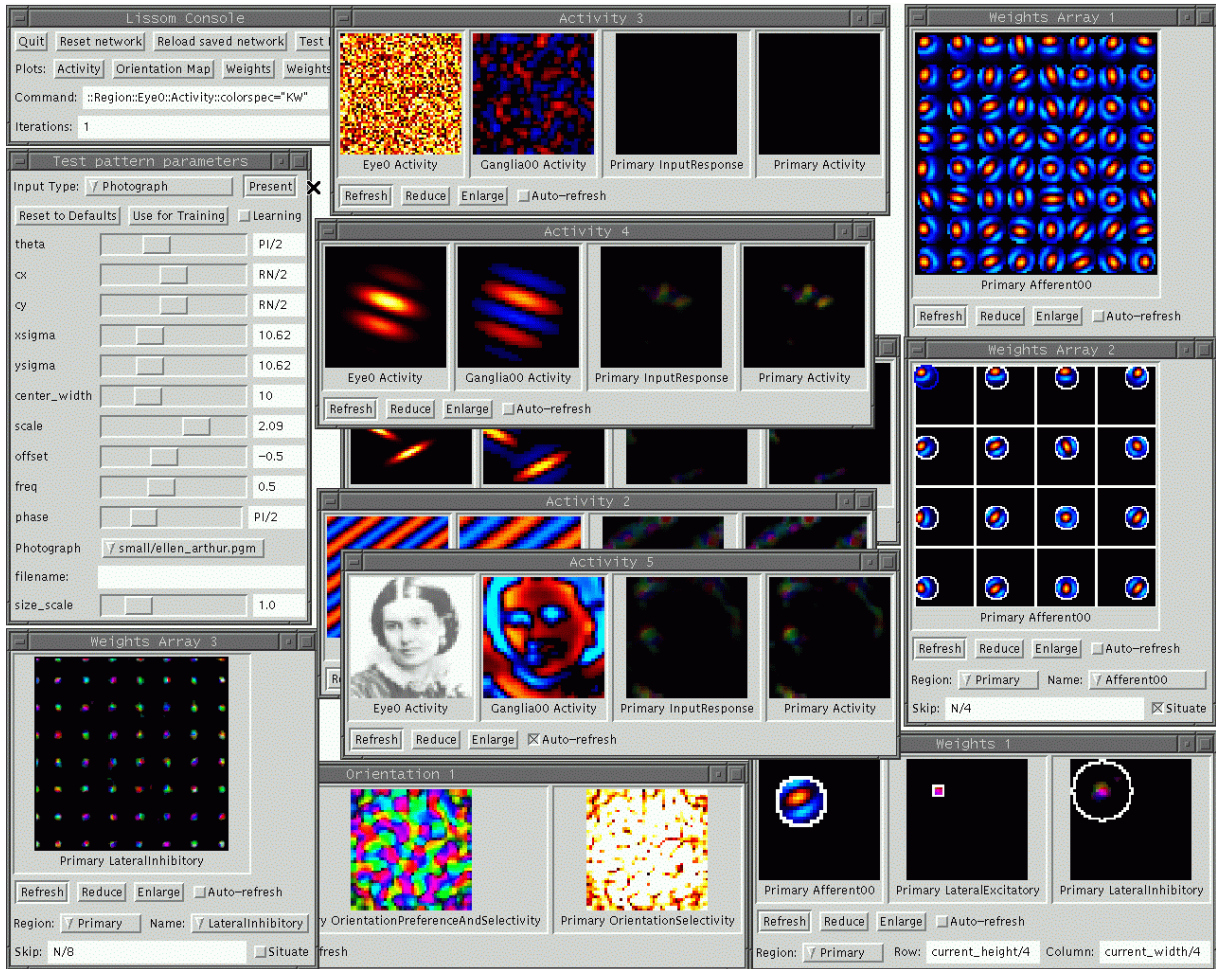 Lissom Console
Quit Reset network Reload saved network Test
Plots: Activity Orientation Map Weights Weights
Command: ::Region::Eye0::Activity::colorspec="KW"
Iterations: 1
Test pattern parameters
Input Type: Photograph Present
Reset to Defaults Use for Training Learning
theta PI/2
cx RN/2
cy RN/2
xsigma 10.62
ysigma 10.62
center_width 10
scale 2.09
offset −0.5
freq 0.5
phase PI/2
Photograph small/ellen_arthur.pgm
filename:
size_scale 1.0
Weights Array 3
Primary LateralInhibitory
Refresh Reduce Enlarge Auto−refresh
Region: Primary Name: LateralInhibitory
Skip: N/8 Situate
Activity 3
Eye0 Activity Ganglia00 Activity Primary InputResponse Primary Activity
Refresh Reduce Enlarge Auto−refresh
Activity 4
Eye0 Activity Ganglia00 Activity Primary InputResponse Primary Activity
Refresh Reduce Enlarge Auto−refresh
Activity 2
Activity 5
Eye0 Activity Ganglia00 Activity Primary InputResponse Primary Activity
Refresh Reduce Enlarge Auto−refresh
Orientation 1
OrientationPreferenceAndSelectivity Primary OrientationSelectivity
Weights Array 1
Primary Afferent00
Refresh Reduce Enlarge Auto−refresh
Weights Array 2
Primary Afferent00
Refresh Reduce Enlarge Auto−refresh
Region: Primary Name: Afferent00
Skip: N/4 Situate
Weights 1
Primary Afferent00 Primary LateralExcitatory Primary LateralInhibitory
Refresh Reduce Enlarge Auto−refresh
Region: Primary Row: current_height/4 Column: current_width/4